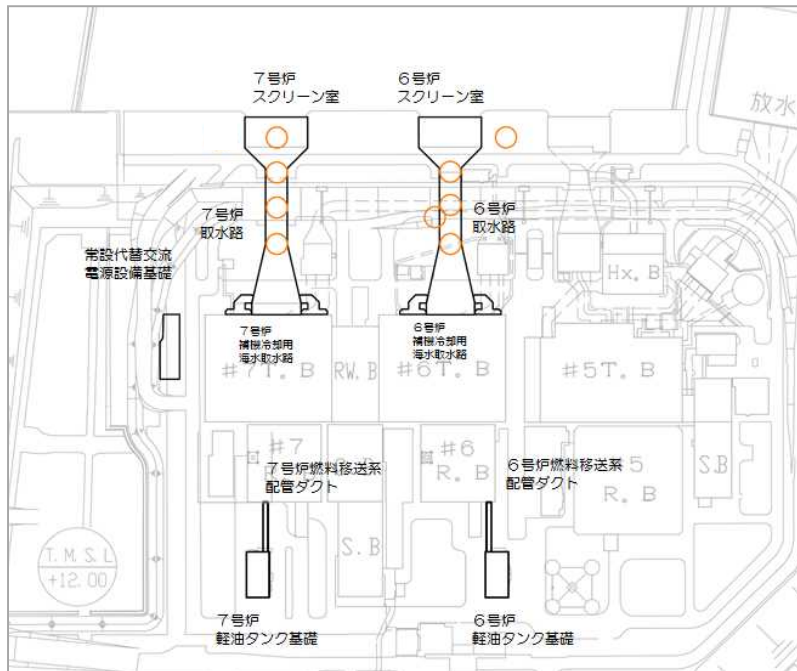 7号炉
スクリーン室
6号炉
スクリーン室
放水
7号炉
取水路
6号炉
取水路
常設代替交流
電源設備基礎
Hx. B
7号炉
補機冷却用
海水取水路
6号炉
補機冷却用
海水取水路
#7T. B
RW. B
#6T. B
#5T. B
#7
R. B
#6
R. B
5
R. B
S.B
7号炉燃料移送系
配管ダクト
6号炉燃料移送系
配管ダクト
S. B
T. M. S. L
+12. 00
7号炉
軽油タンク基礎
6号炉
軽油タンク基礎